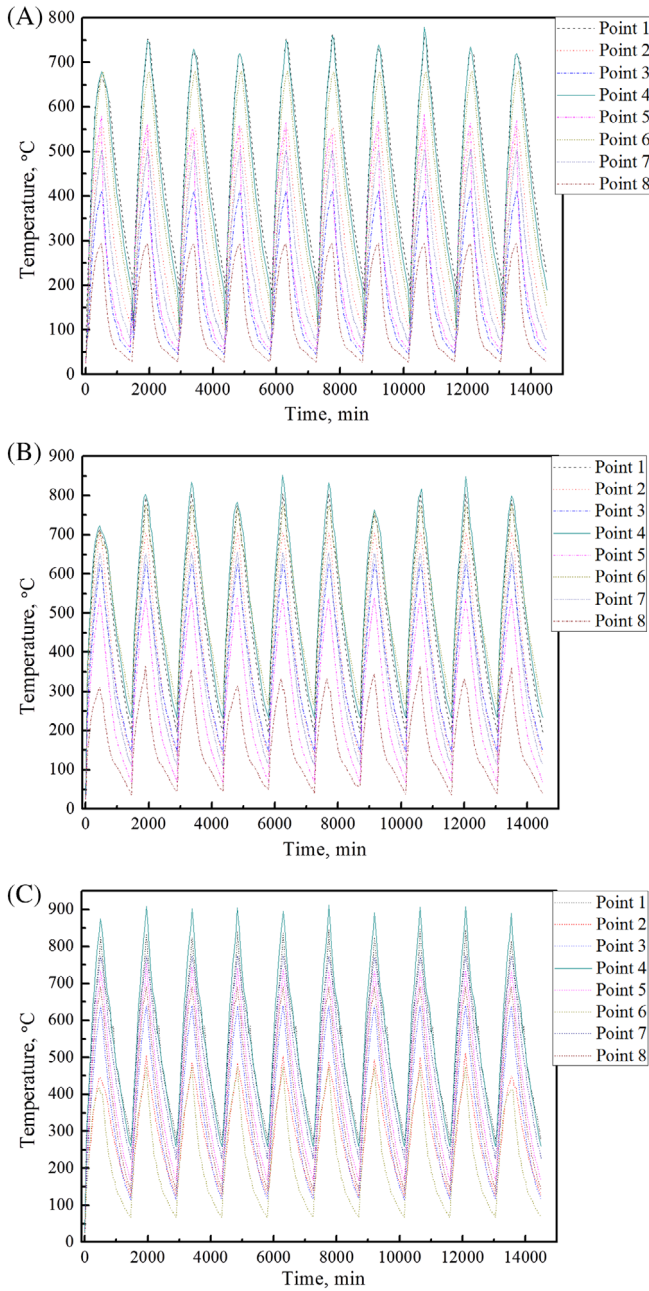 (A)
800
700
600
500
400
300
200
100
0
Temperature, °C
0 2000 4000 6000 8000 10000 12000 14000
Time, min
Point 1
Point 2
Point 3
Point 4
Point 5
Point 6
Point 7
Point 8
(B)
900
800
700
600
500
400
300
200
100
0
Temperature, °C
0 2000 4000 6000 8000 10000 12000 14000
Time, min
Point 1
Point 2
Point 3
Point 4
Point 5
Point 6
Point 7
Point 8
(C)
900
800
700
600
500
400
300
200
100
0
Temperature, °C
0 2000 4000 6000 8000 10000 12000 14000
Time, min
Point 1
Point 2
Point 3
Point 4
Point 5
Point 6
Point 7
Point 8